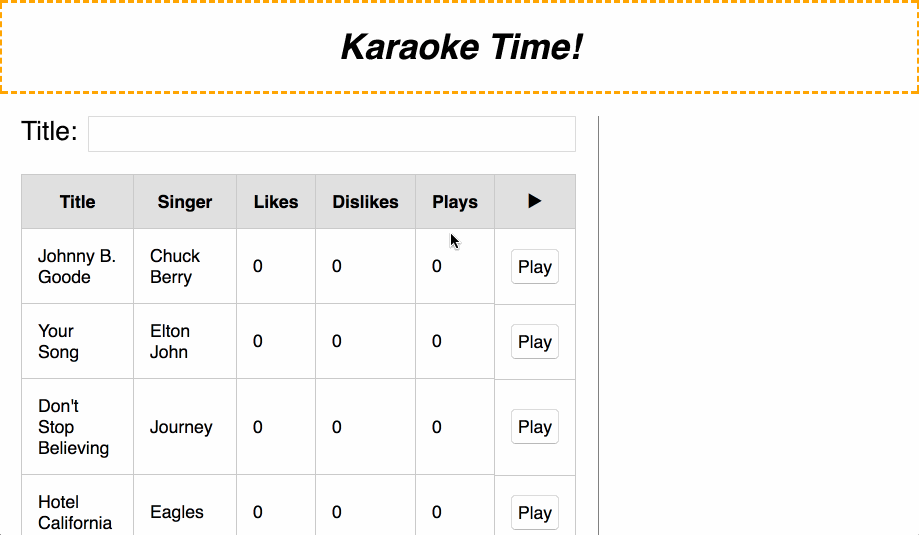 Karaoke Time!
Title:
Title Singer Likes Dislikes Plays ▶
Johnny B.
Goode
Chuck
Berry
0 0 0 Play
Your
Song
Elton
John
0 0 0 Play
Don't
Stop
Believing
Journey 0 0 0 Play
Hotel
California
Eagles 0 0 0 Play